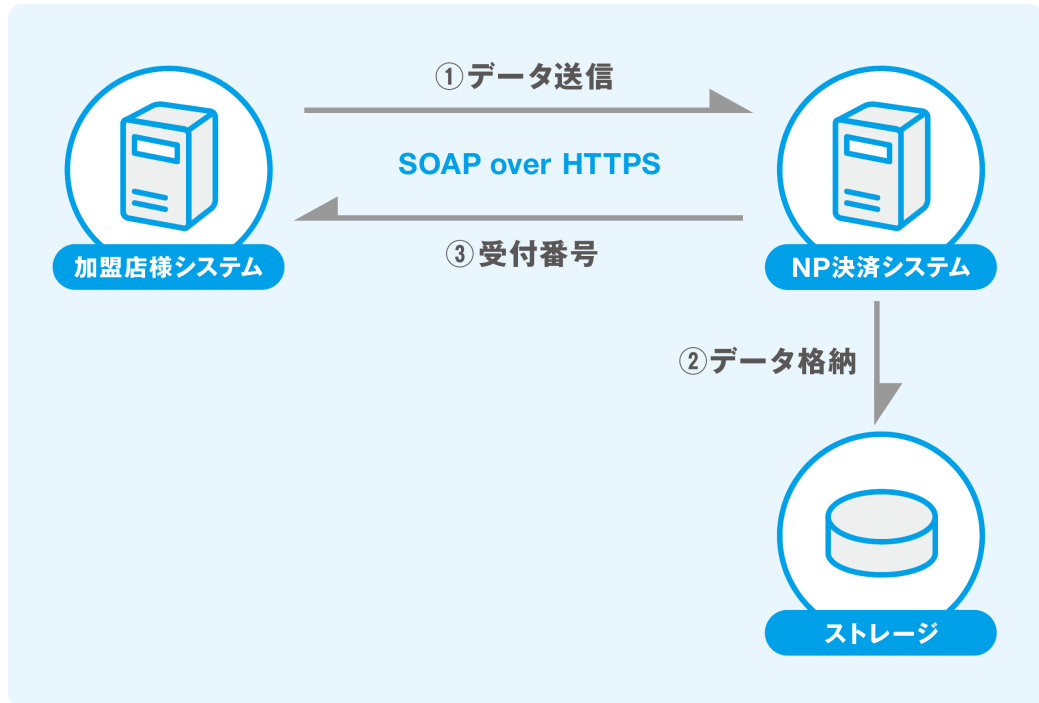 ①データ送信
SOAP over HTTPS
③受付番号
加盟店様システム
NP決済システム
②データ格納
ストレージ